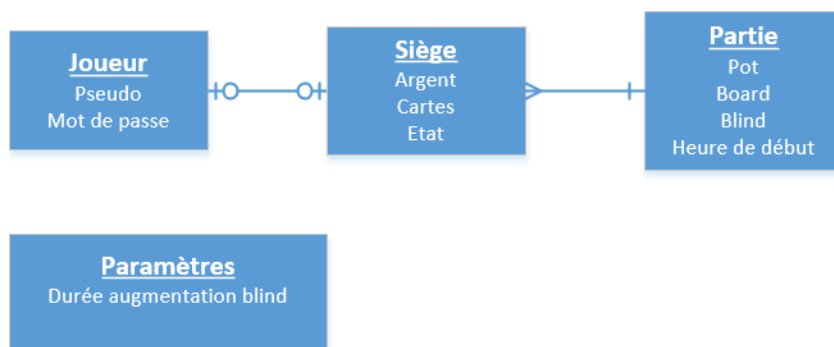 Joueur
Pseudo
Mot de passe
Siège
Argent
Cartes
Etat
Partie
Pot
Board
Blind
Heure de début
Paramètres
Durée augmentation blind